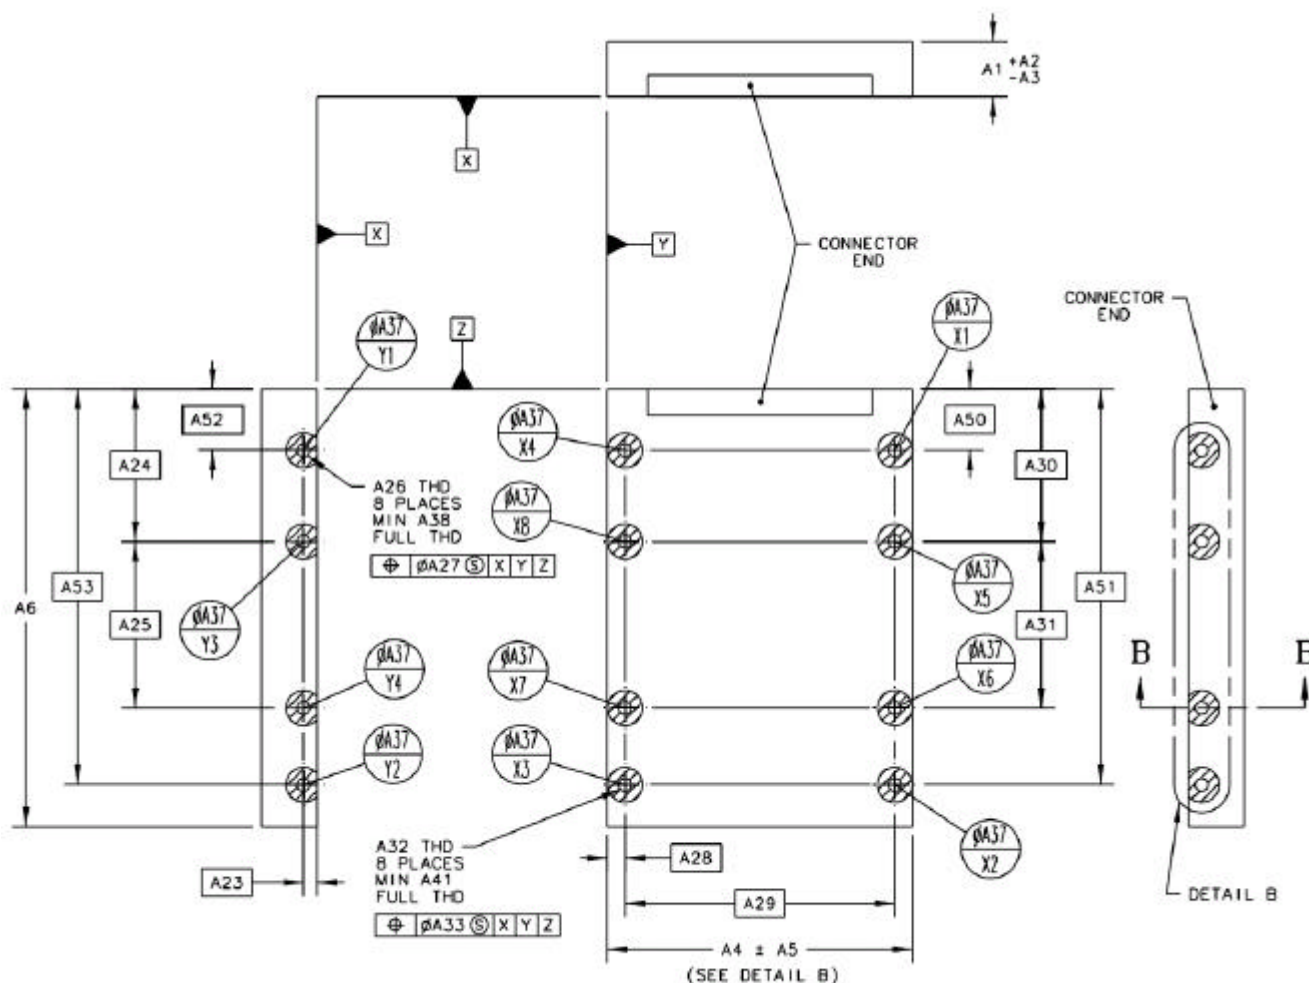 A1 +A2
-A3
X
X
Y
CONNECTOR
END
CONNECTOR
END
Z
ØA37
Y1
ØA37
X1
A52
ØA37
X4
A50
A24
A30
A26 THD
8 PLACES
MIN A38
FULL THD
ØA37
X8
⌖ ØA27 Ⓢ X Y Z
ØA37
X5
A6
A53
A25
ØA37
Y3
A31
A51
ØA37
Y4
ØA37
X7
ØA37
X6
B
B
ØA37
Y2
ØA37
X3
ØA37
X2
A32 THD
8 PLACES
MIN A41
FULL THD
A23
A28
A29
DETAIL B
⌖ ØA33 Ⓢ X Y Z
A4 ± A5
(SEE DETAIL B)